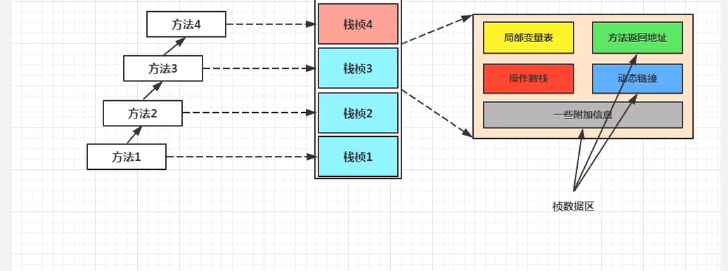 方法4
栈桢4
局部变量表
方法返回地址
方法3
栈桢3
操作数栈
动态链接
方法2
栈桢2
一些附加信息
方法1
栈桢1
桢数据区